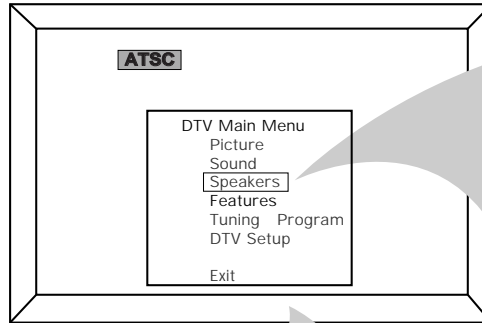 ATSC
DTV Main Menu
Picture
Sound
Speakers
Features
Tuning Program
DTV Setup
Exit